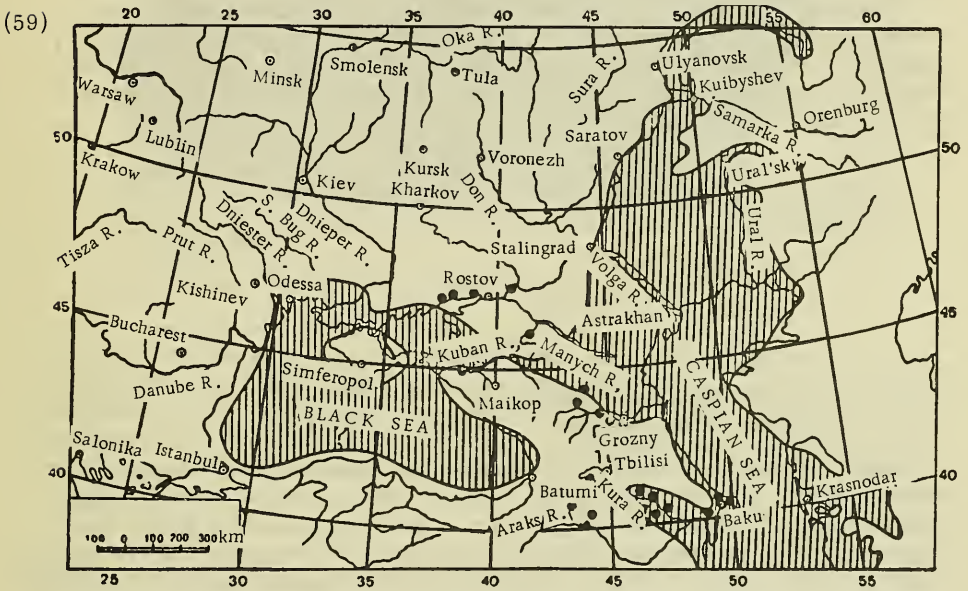 (59)
20 25 30 35 40 45 50 55 60
Oka R.
Minsk
Smolensk
Tula
Sura R.
Ulyanovsk
Kuibyshev
Warsaw
Lublin
Samarka R.
Orenburg
50
Krakow
Kiev
Kursk
Kharkov
Voronezh
Don R.
Saratov
Ural'sk
50
Tisza R.
Prut R.
Dniester R.
S. Bug R.
Dnieper R.
Stalingrad
Volga R.
Ural R.
Kishinev
Odessa
Rostov
Astrakhan
45
Bucharest
Danube R.
Simferopol
Kuban R.
Manych R.
45
BLACK SEA
Maikop
CASPIAN SEA
Salonika
Istanbul
Grozny
Tbilisi
40
Batumi
Kura R.
Araks R.
Baku
Krasnodar
40
100 0 100 200 300km
25 30 35 40 45 50 55